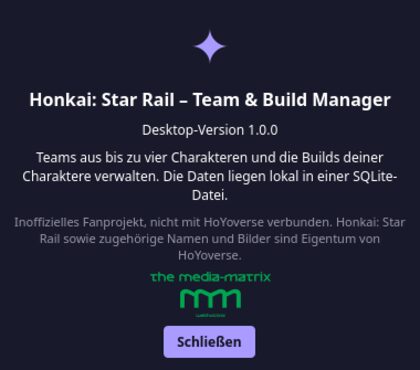 Honkai: Star Rail – Team & Build Manager
Desktop-Version 1.0.0
Teams aus bis zu vier Charakteren und die Builds deiner
Charaktere verwalten. Die Daten liegen lokal in einer SQLite-
Datei.
Inoffizielles Fanprojekt, nicht mit HoYoverse verbunden. Honkai: Star
Rail sowie zugehörige Namen und Bilder sind Eigentum von
HoYoverse.
the media-matrix
Schließen